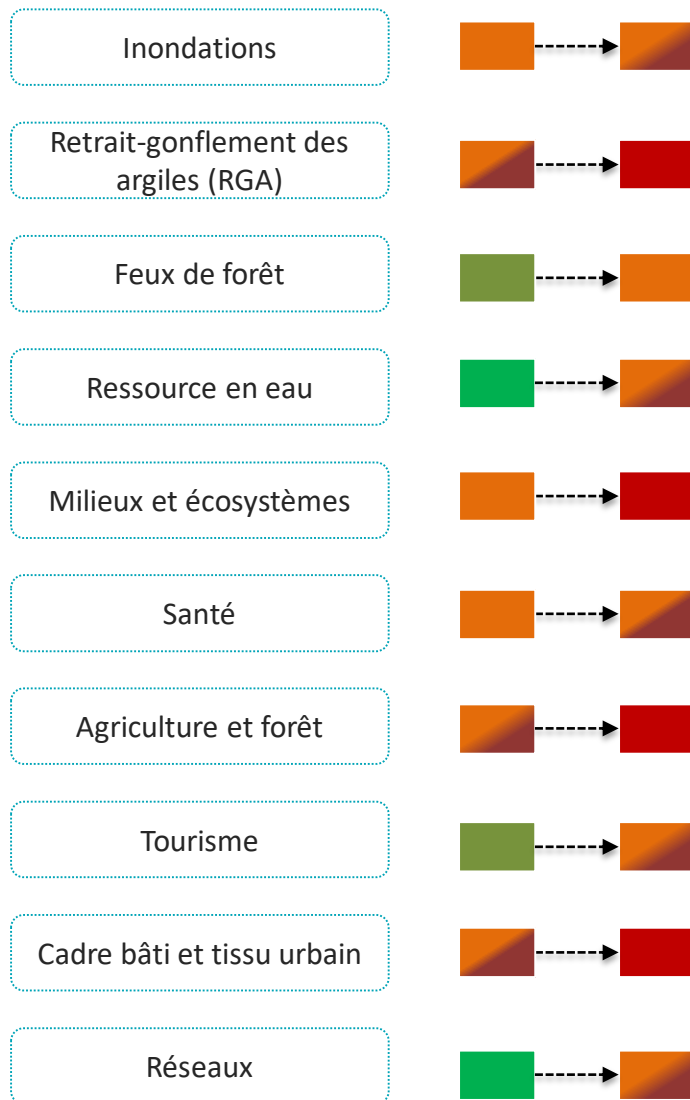 Inondations
Retrait-gonflement des
argiles (RGA)
Feux de forêt
Ressource en eau
Milieux et écosystèmes
Santé
Agriculture et forêt
Tourisme
Cadre bâti et tissu urbain
Réseaux